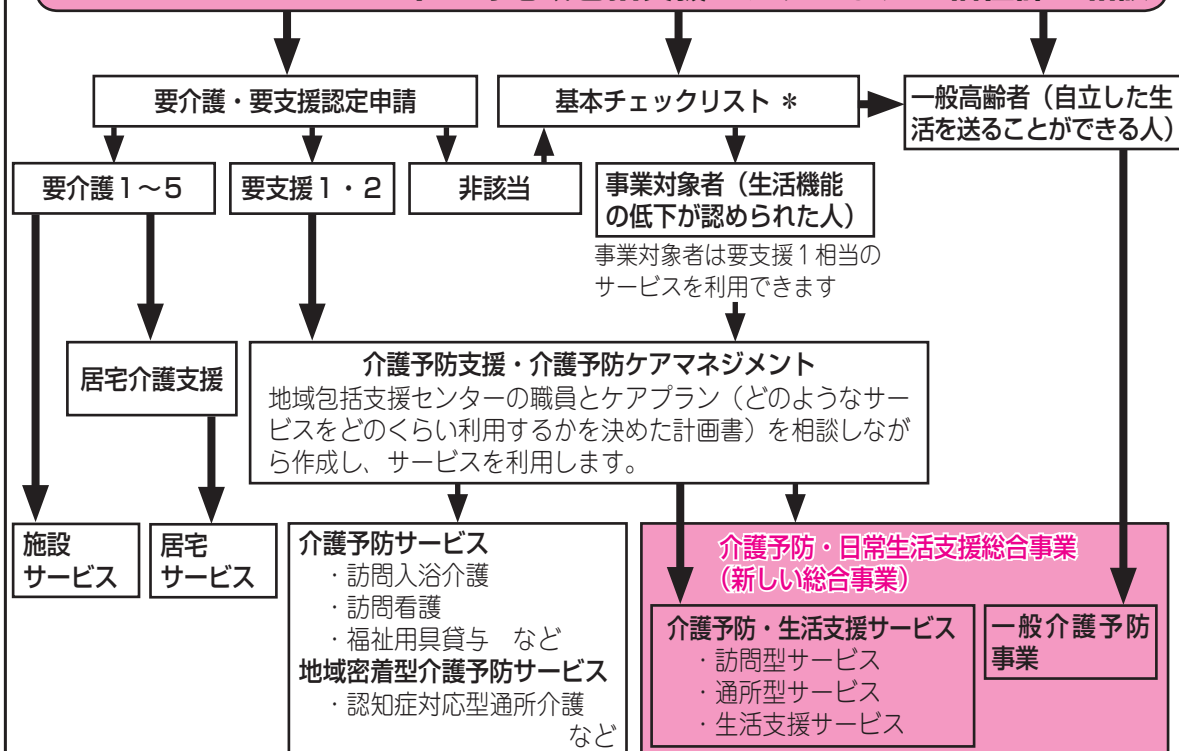 要介護・要支援認定申請
基本チェックリスト *
一般高齢者（自立した生
活を送ることができる人）
要介護１～５
要支援１・２
非該当
事業対象者（生活機能
の低下が認められた人）
事業対象者は要支援１相当の
サービスを利用できます
居宅介護支援
介護予防支援・介護予防ケアマネジメント
地域包括支援センターの職員とケアプラン（どのようなサー
ビスをどのくらい利用するかを決めた計画書）を相談しなが
ら作成し、サービスを利用します。
施設
サービス
居宅
サービス
介護予防サービス
・訪問入浴介護
・訪問看護
・福祉用具貸与　など
地域密着型介護予防サービス
・認知症対応型通所介護
など
介護予防・日常生活支援総合事業
（新しい総合事業）
介護予防・生活支援サービス
・訪問型サービス
・通所型サービス
・生活支援サービス
一般介護予防
事業